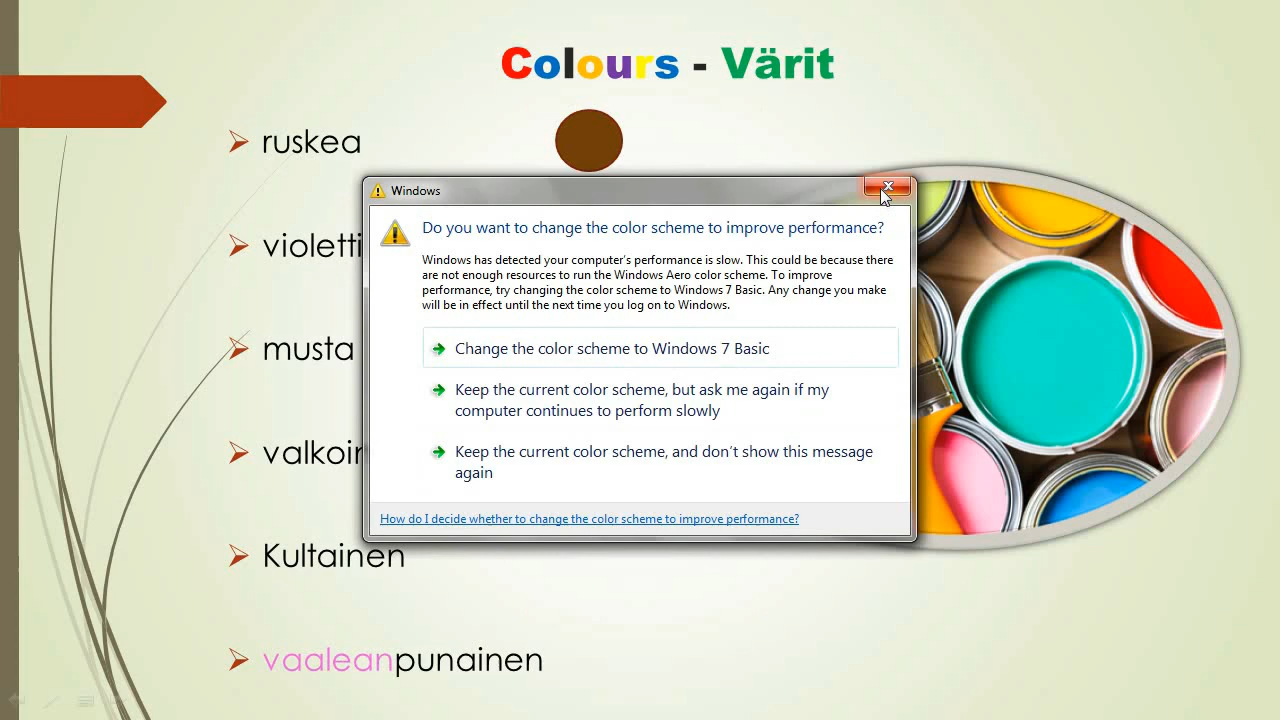 Colours - Värit
ruskea
violetti
musta
valkoin
Kultainen
vaaleanpunainen
Windows
Do you want to change the color scheme to improve performance?
Windows has detected your computer's performance is slow. This could be because there
are not enough resources to run the Windows Aero color scheme. To improve
performance, try changing the color scheme to Windows 7 Basic. Any change you make
will be in effect until the next time you log on to Windows.
Change the color scheme to Windows 7 Basic
Keep the current color scheme, but ask me again if my
computer continues to perform slowly
Keep the current color scheme, and don't show this message
again
How do I decide whether to change the color scheme to improve performance?